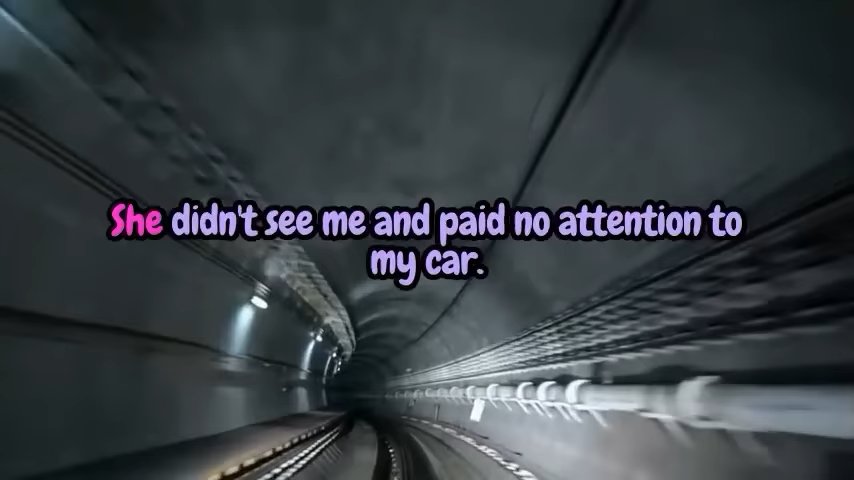 She didn't see me and paid no attention to
my car.